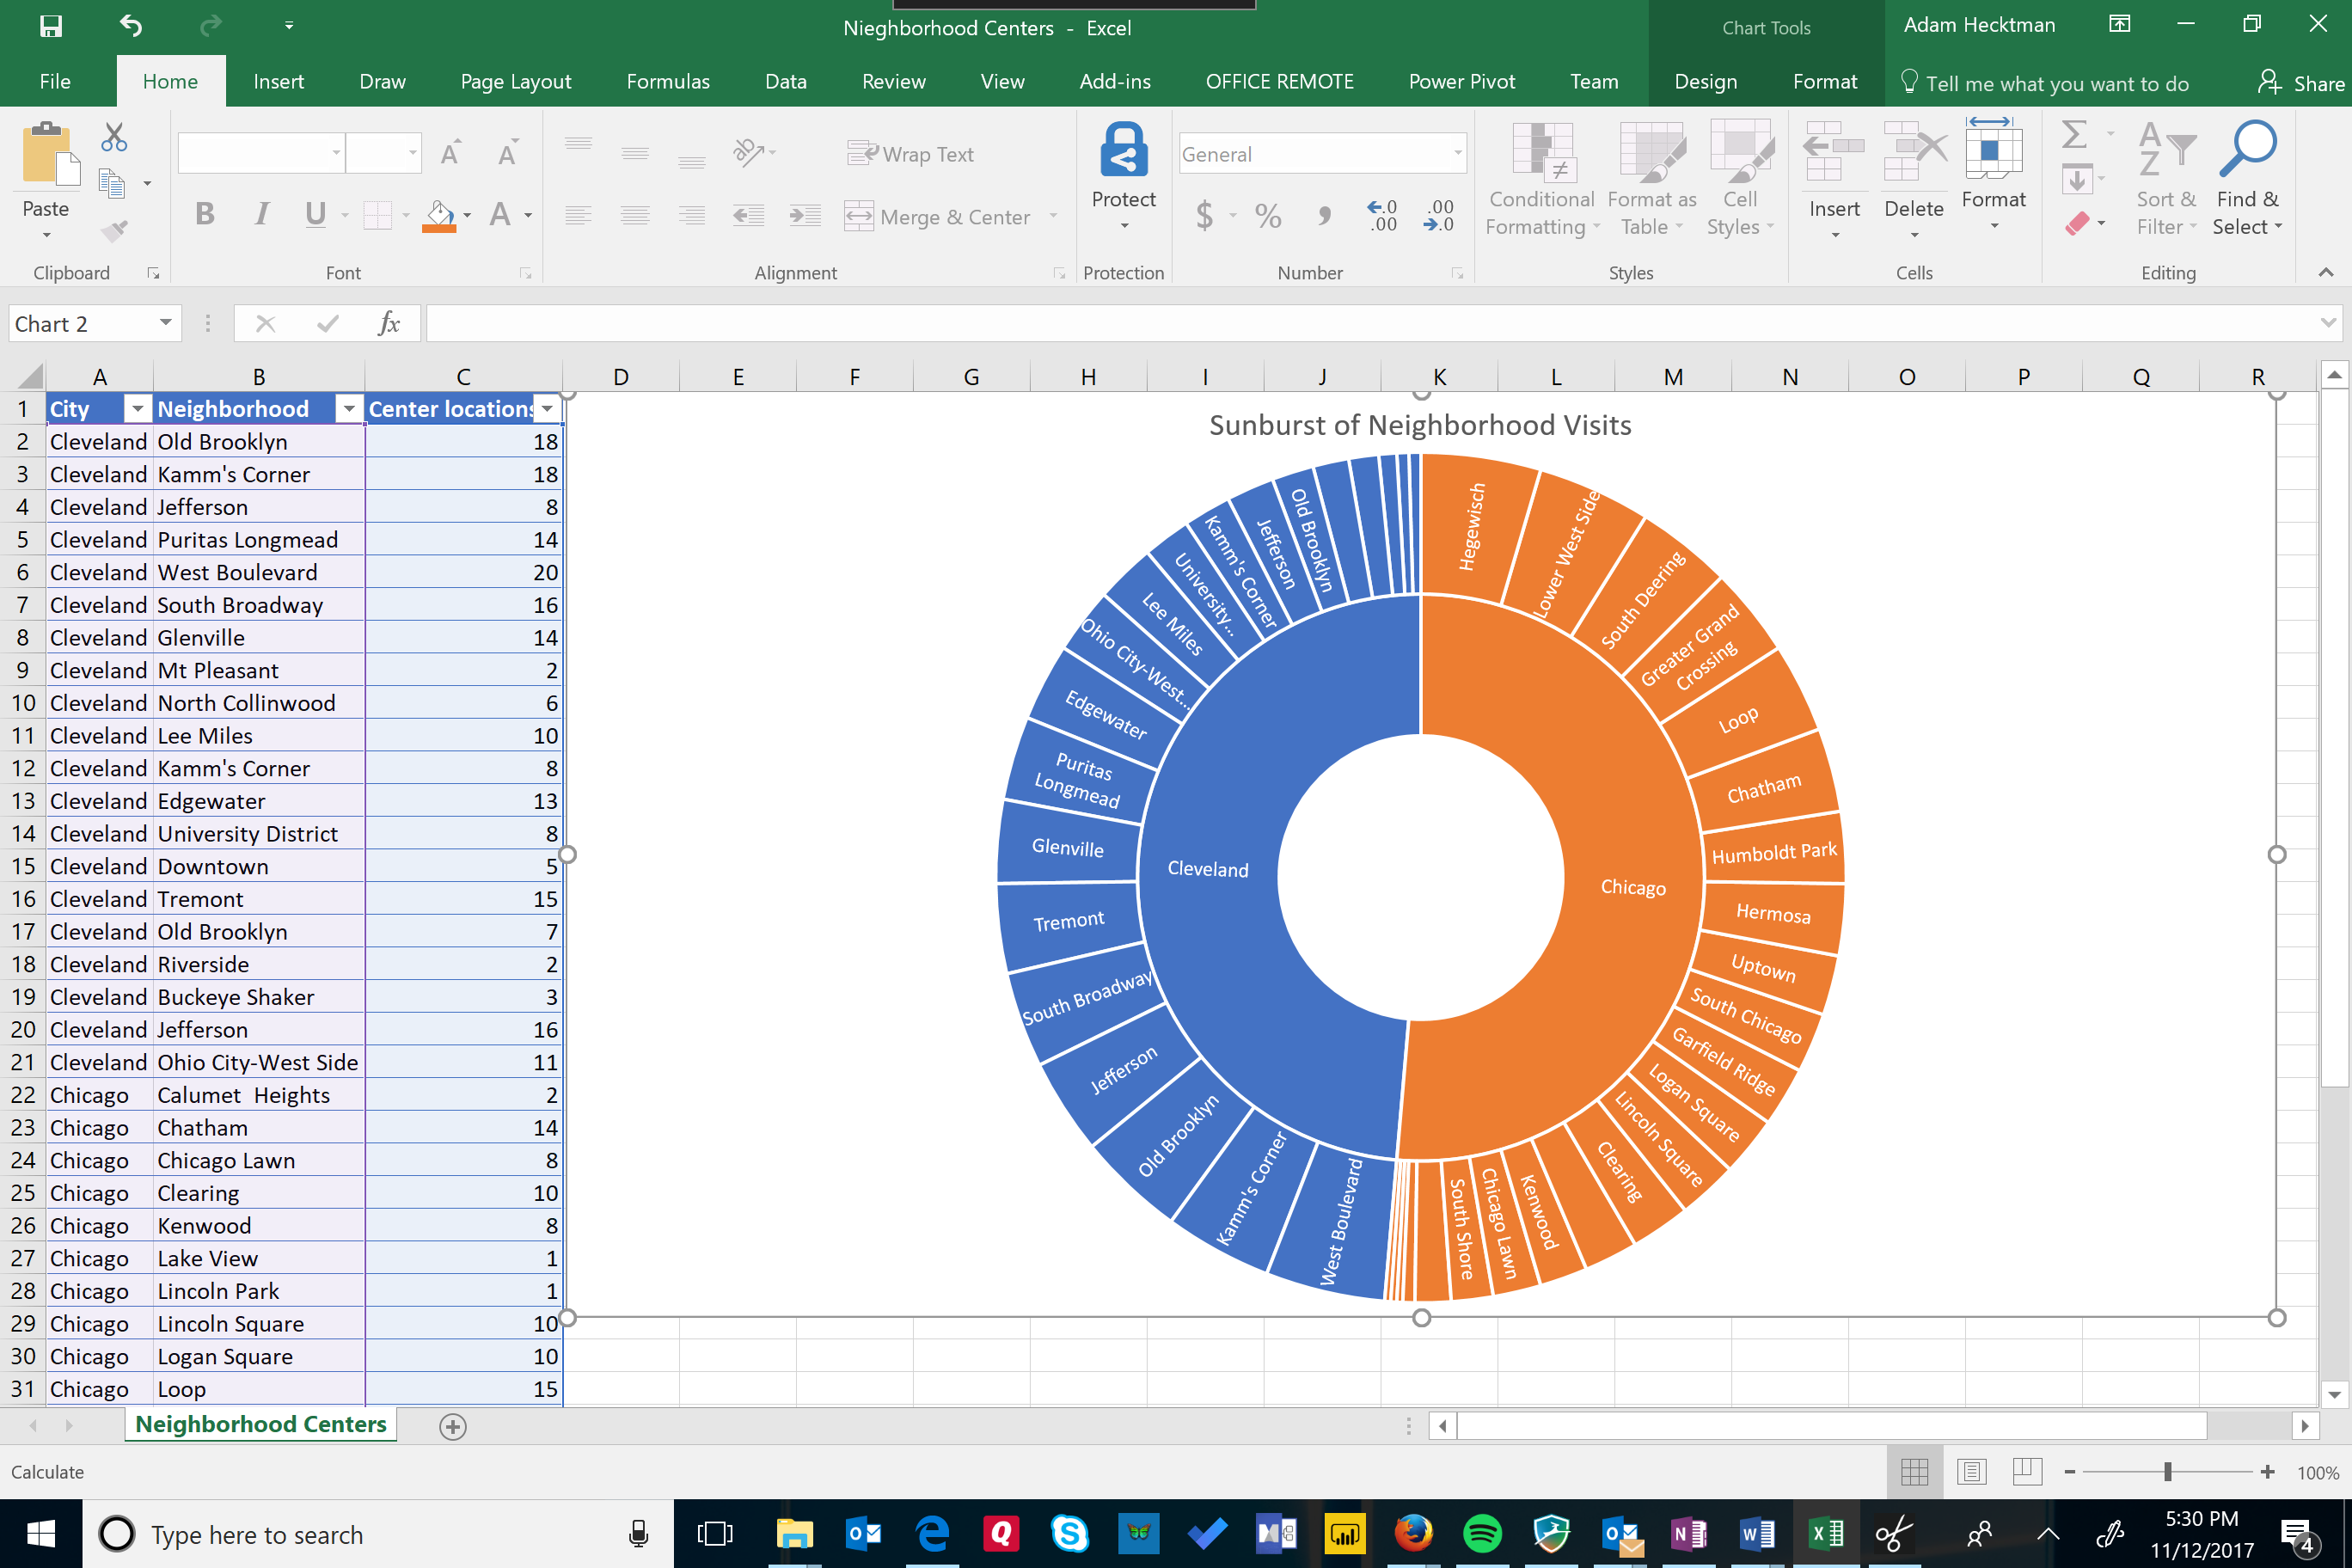 Nieghborhood Centers - Excel
Chart Tools
Adam Hecktman
File Home Insert Draw Page Layout Formulas Data Review View Add-ins OFFICE REMOTE Power Pivot Team Design Format Tell me what you want to do Share
Paste
Clipboard
B I U A
Font
Wrap Text
Merge & Center
Alignment
Protect
Protection
General
$ % , .0 .00 .00 .0
Number
Conditional Formatting
Format as Table
Cell Styles
Styles
Insert Delete Format
Cells
Sort & Filter
Find & Select
Editing
Chart 2 fx
A B C D E F G H I J K L M N O P Q R
1 City Neighborhood Center locations
2 Cleveland Old Brooklyn 18
3 Cleveland Kamm's Corner 18
4 Cleveland Jefferson 8
5 Cleveland Puritas Longmead 14
6 Cleveland West Boulevard 20
7 Cleveland South Broadway 16
8 Cleveland Glenville 14
9 Cleveland Mt Pleasant 2
10 Cleveland North Collinwood 6
11 Cleveland Lee Miles 10
12 Cleveland Kamm's Corner 8
13 Cleveland Edgewater 13
14 Cleveland University District 8
15 Cleveland Downtown 5
16 Cleveland Tremont 15
17 Cleveland Old Brooklyn 7
18 Cleveland Riverside 2
19 Cleveland Buckeye Shaker 3
20 Cleveland Jefferson 16
21 Cleveland Ohio City-West Side 11
22 Chicago Calumet  Heights 2
23 Chicago Chatham 14
24 Chicago Chicago Lawn 8
25 Chicago Clearing 10
26 Chicago Kenwood 8
27 Chicago Lake View 1
28 Chicago Lincoln Park 1
29 Chicago Lincoln Square 10
30 Chicago Logan Square 10
31 Chicago Loop 15
Sunburst of Neighborhood Visits
Hegewisch
Lower West Side
South Deering
Greater Grand
Crossing
Loop
Chatham
Humboldt Park
Hermosa
Uptown
South Chicago
Garfield Ridge
Logan Square
Lincoln Square
Clearing
Kenwood
Chicago Lawn
South Shore
Chicago
West Boulevard
Kamm's Corner
Old Brooklyn
Jefferson
South Broadway
Tremont
Glenville
Puritas
Longmead
Edgewater
Ohio City-West...
Lee Miles
University...
Kamm's Corner
Jefferson
Old Brooklyn
Cleveland
Neighborhood Centers
Calculate
100%
Type here to search
5:30 PM
11/12/2017
4